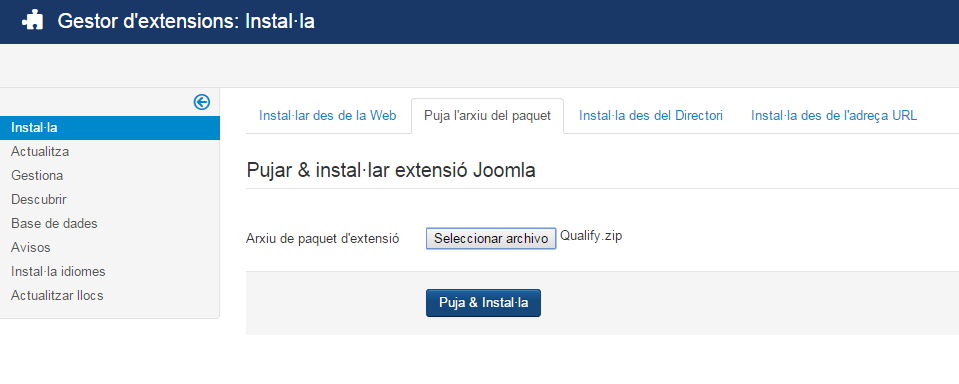 Gestor d'extensions: Instal·la
Instal·la
Actualitza
Gestiona
Descubrir
Base de dades
Avisos
Instal·la idiomes
Actualitzar llocs
Instal·lar des de la Web
Puja l'arxiu del paquet
Instal·la des del Directori
Instal·la des de l'adreça URL
Pujar & instal·lar extensió Joomla
Arxiu de paquet d'extensió
Seleccionar archivo Qualify.zip
Puja & Instal·la